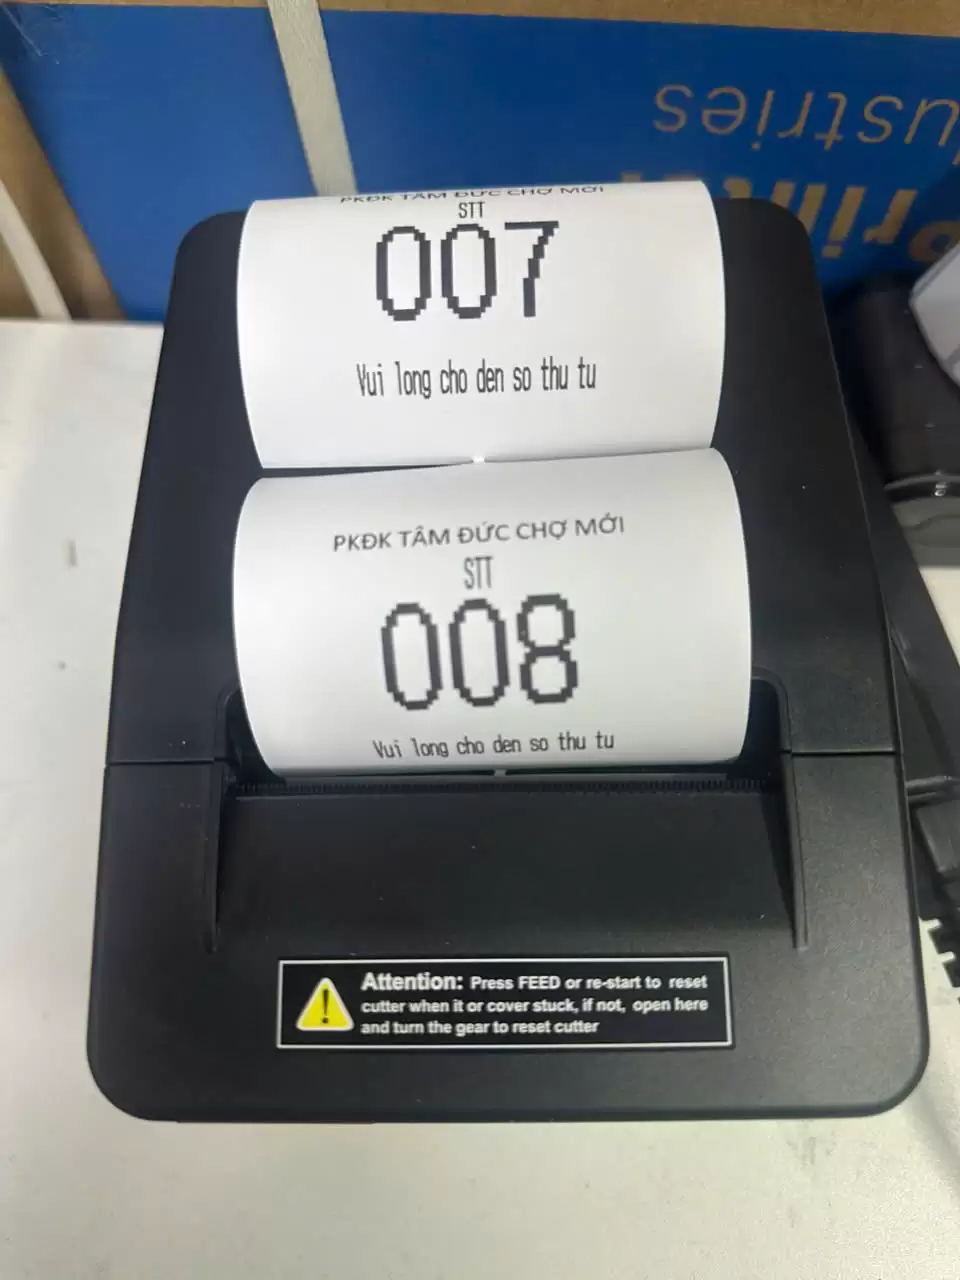 dustries
Printer
PKĐK TÂM ĐỨC CHỢ MỚI
STT
007
Vui long cho den so thu tu
PKĐK TÂM ĐỨC CHỢ MỚI
STT
008
Vui long cho den so thu tu
Attention: Press FEED or re-start to reset
cutter when it or cover stuck, if not, open here
and turn the gear to reset cutter